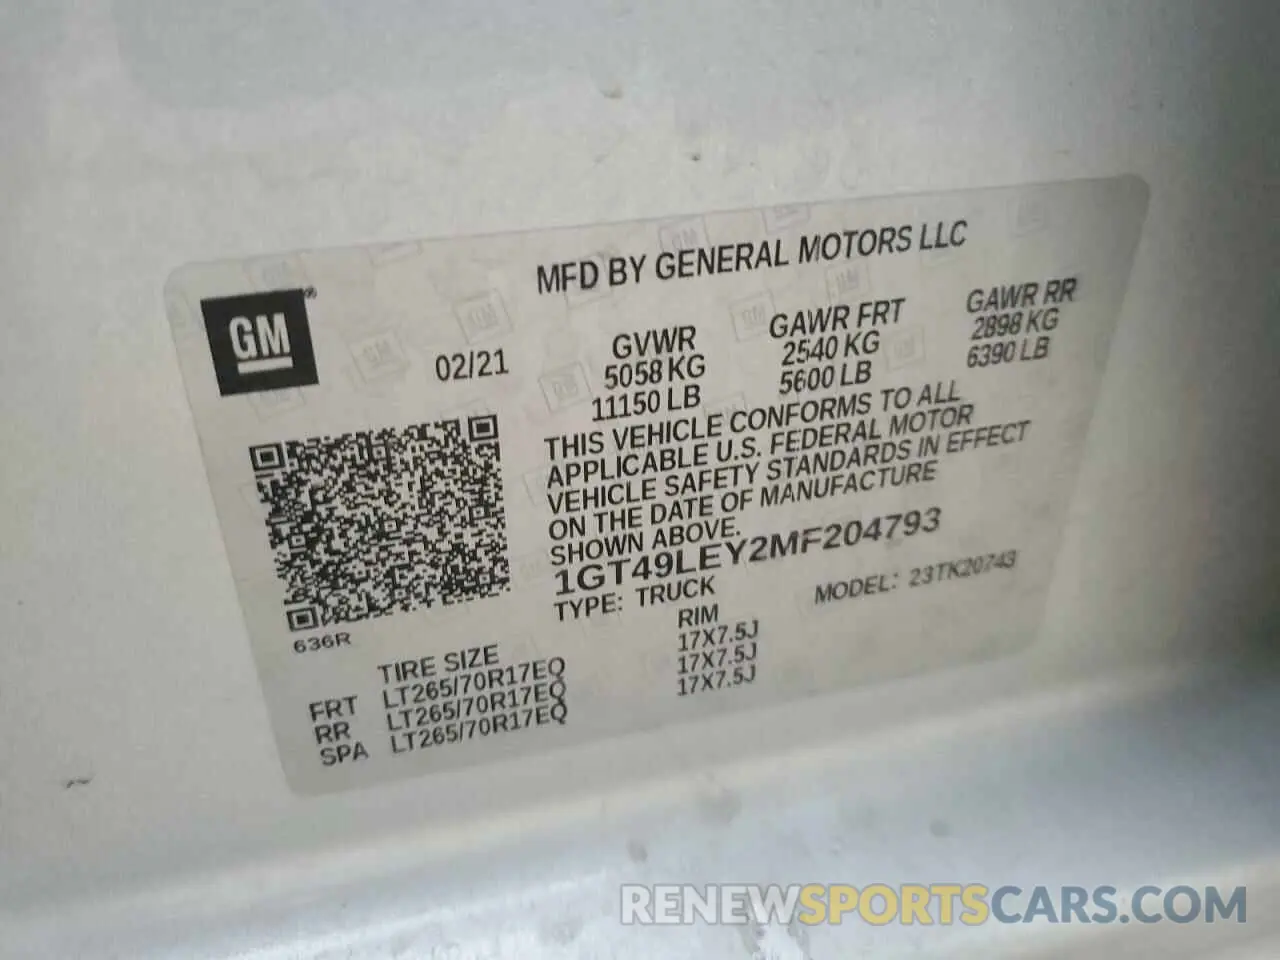 MFD BY GENERAL MOTORS LLC
GM®
02/21
GVWR
5058 KG
11150 LB
GAWR FRT
2540 KG
5600 LB
GAWR RR
2898 KG
6390 LB
THIS VEHICLE CONFORMS TO ALL
APPLICABLE U.S. FEDERAL MOTOR
VEHICLE SAFETY STANDARDS IN EFFECT
ON THE DATE OF MANUFACTURE
SHOWN ABOVE.
1GT49LEY2MF204793
TYPE: TRUCK
MODEL: 23TK20743
636R
TIRE SIZE RIM
FRT LT265/70R17EQ 17X7.5J
RR LT265/70R17EQ 17X7.5J
SPA LT265/70R17EQ 17X7.5J
RENEWSPORTSCARS.COM